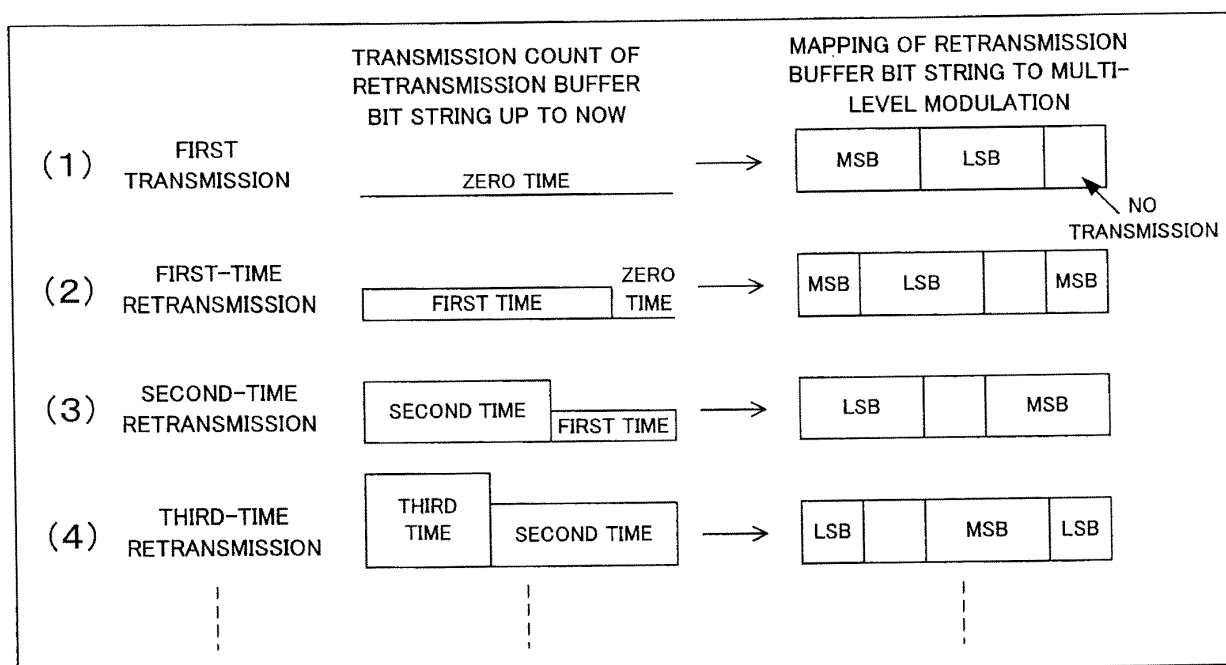 TRANSMISSION COUNT OF
RETRANSMISSION BUFFER
BIT STRING UP TO NOW
MAPPING OF RETRANSMISSION
BUFFER BIT STRING TO MULTI-
LEVEL MODULATION
(1)
FIRST
TRANSMISSION
ZERO TIME
MSB
LSB
NO
TRANSMISSION
(2)
FIRST-TIME
RETRANSMISSION
FIRST TIME
ZERO
TIME
MSB
LSB
MSB
(3)
SECOND-TIME
RETRANSMISSION
SECOND TIME
FIRST TIME
LSB
MSB
(4)
THIRD-TIME
RETRANSMISSION
THIRD
TIME
SECOND TIME
LSB
MSB
LSB